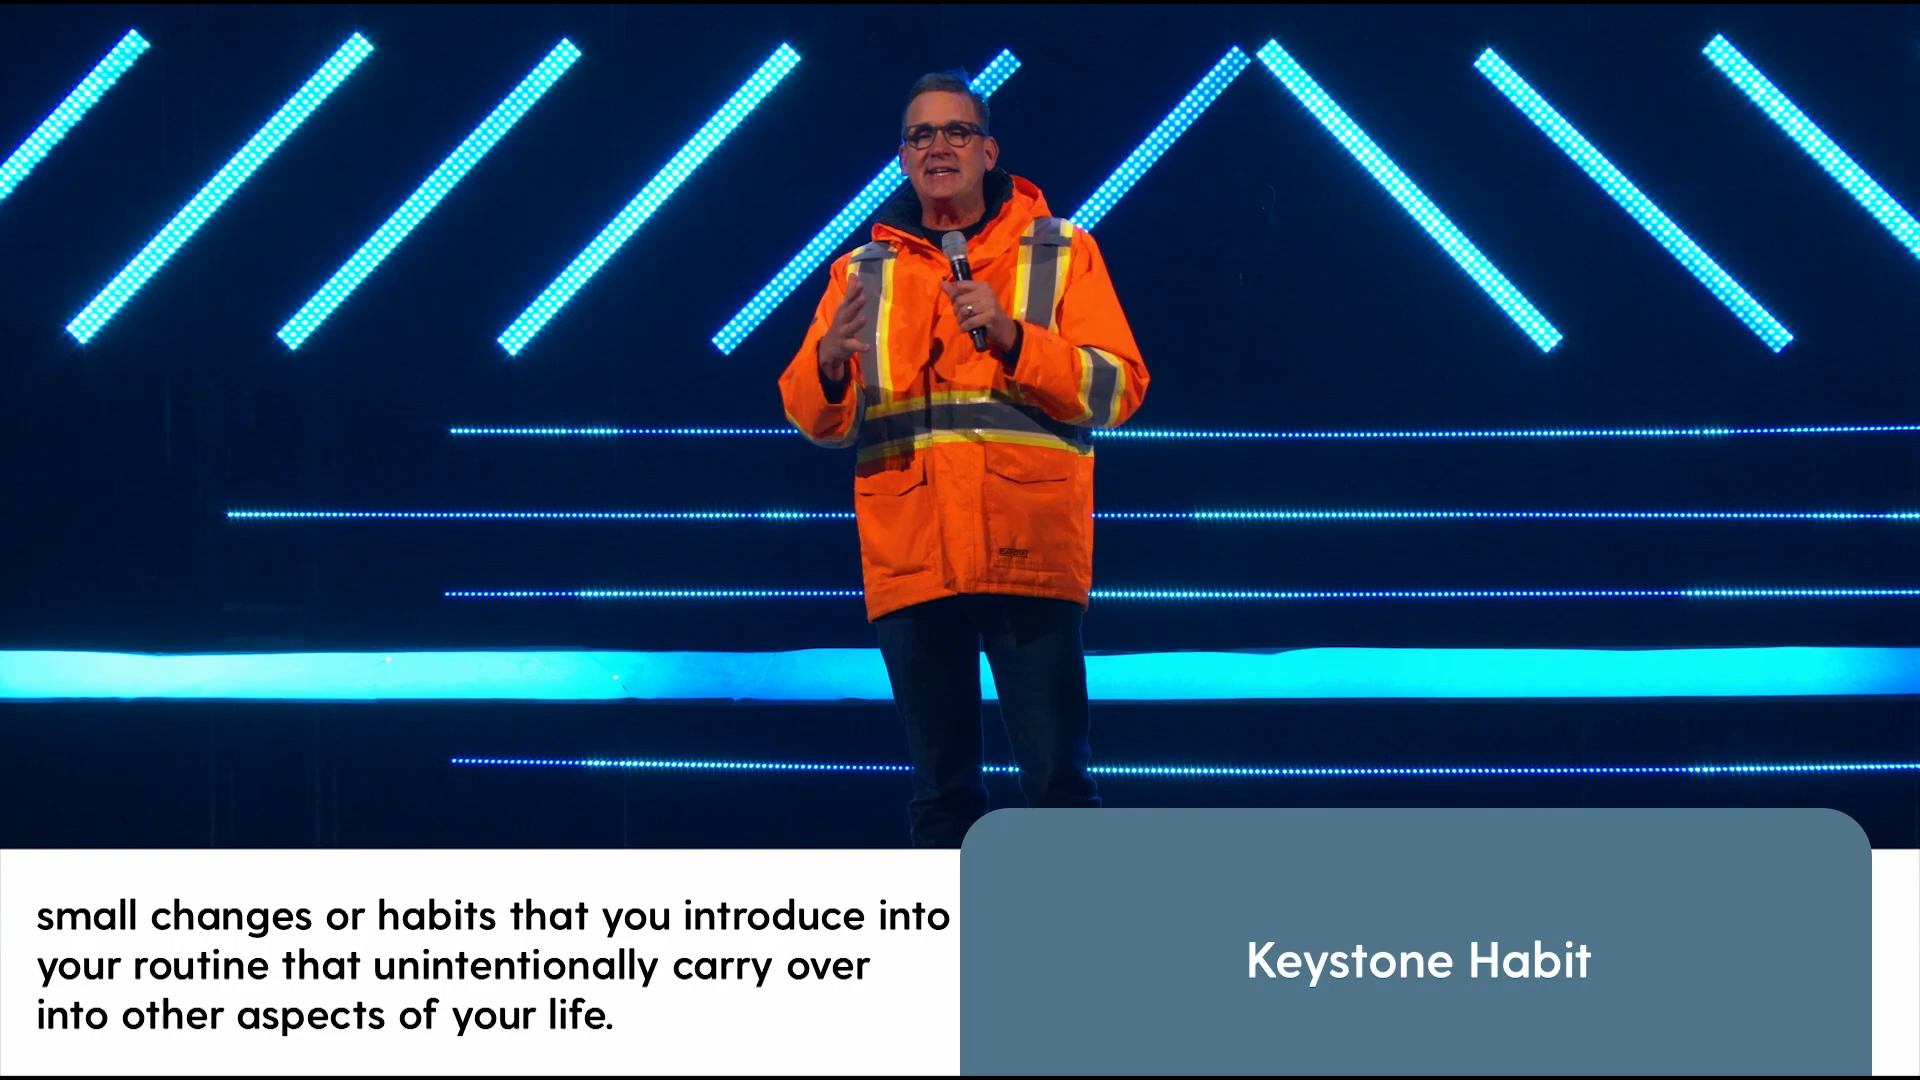 small changes or habits that you introduce into
your routine that unintentionally carry over
into other aspects of your life.
Keystone Habit